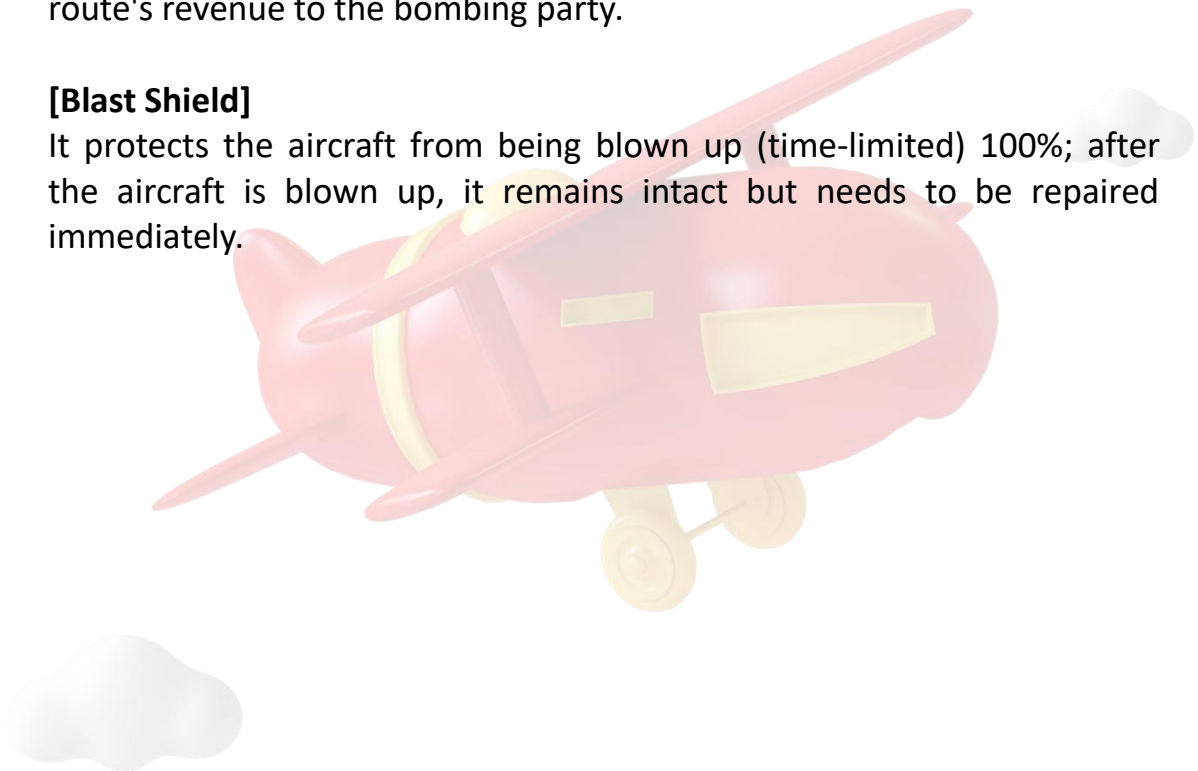 route's revenue to the bombing party.
[Blast Shield]
It protects the aircraft from being blown up (time-limited) 100%; after
the aircraft is blown up, it remains intact but needs to be repaired
immediately.